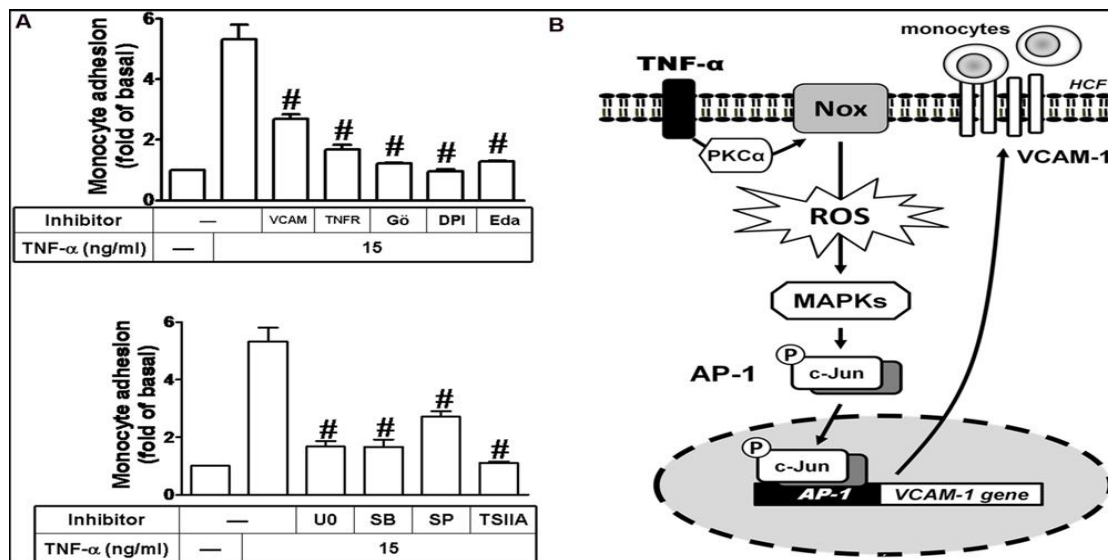 A
Monocyte adhesion
(fold of basal)
6
4
2
0
# # # # #
Inhibitor — VCAM TNFR Gö DPI Eda
TNF-α (ng/ml) — 15
Monocyte adhesion
(fold of basal)
6
4
2
0
# # # #
Inhibitor — U0 SB SP TSIIA
TNF-α (ng/ml) — 15
B
monocytes
TNF-α
HCF
Nox
PKCα
VCAM-1
ROS
MAPKs
P
c-Jun
AP-1
P
c-Jun
AP-1 VCAM-1 gene